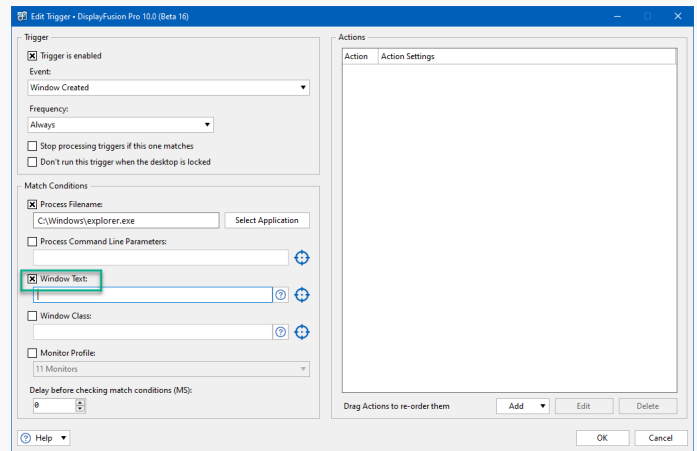 Edit Trigger • DisplayFusion Pro 10.0 (Beta 16)
Trigger
Trigger is enabled
Event:
Window Created
Frequency:
Always
Stop processing triggers if this one matches
Don't run this trigger when the desktop is locked
Match Conditions
Process Filename:
C:\Windows\explorer.exe
Select Application
Process Command Line Parameters:
Window Text:
Window Class:
Monitor Profile:
11 Monitors
Delay before checking match conditions (MS):
0
Help
Actions
Action Action Settings
Drag Actions to re-order them
Add
Edit
Delete
OK
Cancel